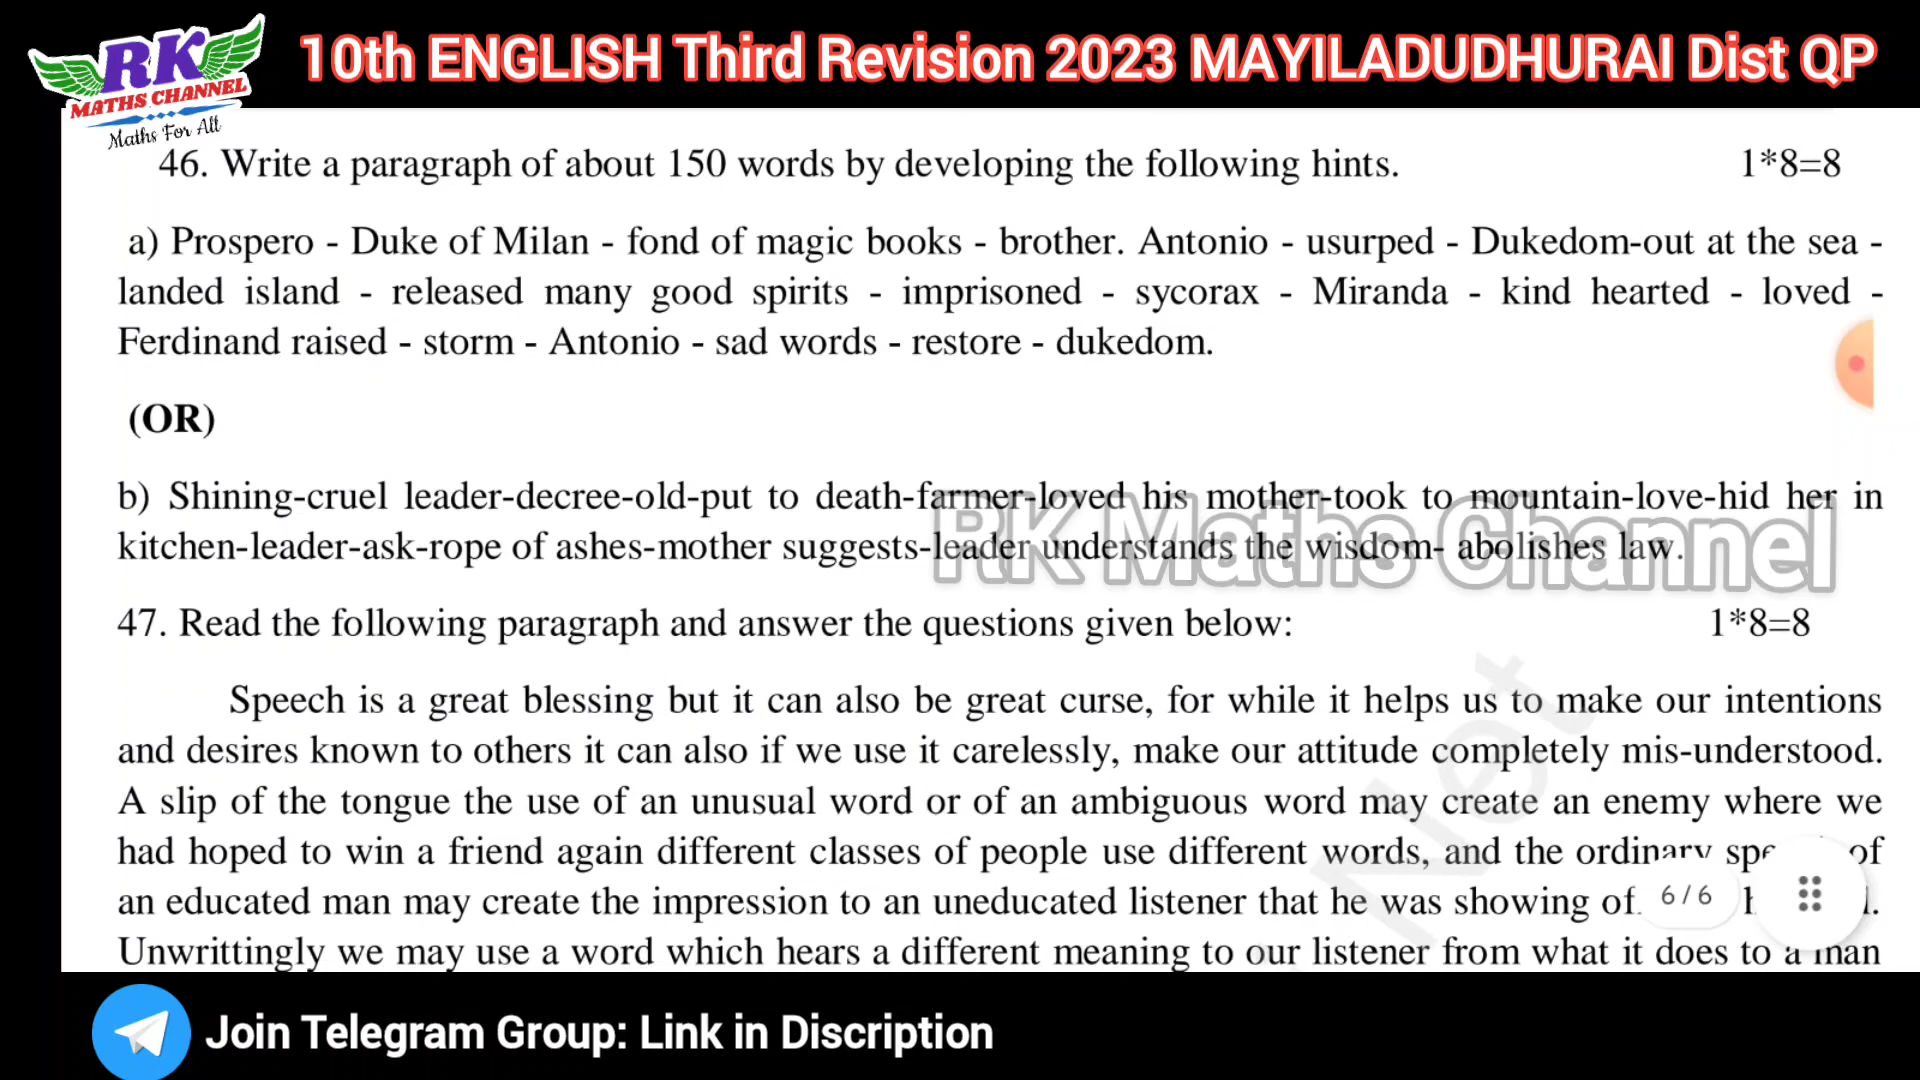 RK
MATHS CHANNEL
Maths For All
10th ENGLISH Third Revision 2023 MAYILADUDHURAI Dist QP
46. Write a paragraph of about 150 words by developing the following hints. 1*8=8
a) Prospero - Duke of Milan - fond of magic books - brother. Antonio - usurped - Dukedom-out at the sea -
landed island - released many good spirits - imprisoned - sycorax - Miranda - kind hearted - loved -
Ferdinand raised - storm - Antonio - sad words - restore - dukedom.
(OR)
b) Shining-cruel leader-decree-old-put to death-farmer-loved his mother-took to mountain-love-hid her in
kitchen-leader-ask-rope of ashes-mother suggests-leader understands the wisdom- abolishes law.
RK Maths Channel
47. Read the following paragraph and answer the questions given below: 1*8=8
Speech is a great blessing but it can also be great curse, for while it helps us to make our intentions
and desires known to others it can also if we use it carelessly, make our attitude completely mis-understood.
A slip of the tongue the use of an unusual word or of an ambiguous word may create an enemy where we
had hoped to win a friend again different classes of people use different words, and the ordinary of
an educated man may create the impression to an uneducated listener that he was showing
6 / 6
Unwrittingly we may use a word which hears a different meaning to our listener from what it does to a man
Net
Join Telegram Group: Link in Discription